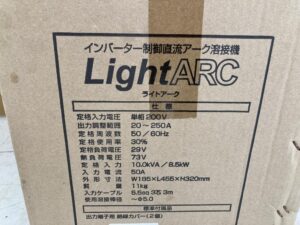 インバーター制御直流アーク溶接機
LightARC
ライトアーク
仕様
定格入力電圧 単相200V
出力調整範囲 20～250A
定格周波数 50／60Hz
定格使用率 30％
定格負荷電圧 29V
無負荷電圧 73V
定格入力 10.0kVA／8.5kW
入力電流 50A
外形寸法 W165×L455×H320mm
質量 11kg
入力ケーブル 5.5sq 3芯 3m
使用溶接棒径 ～φ5.0
標準付属品
出力端子用 絶縁カバー（2個）